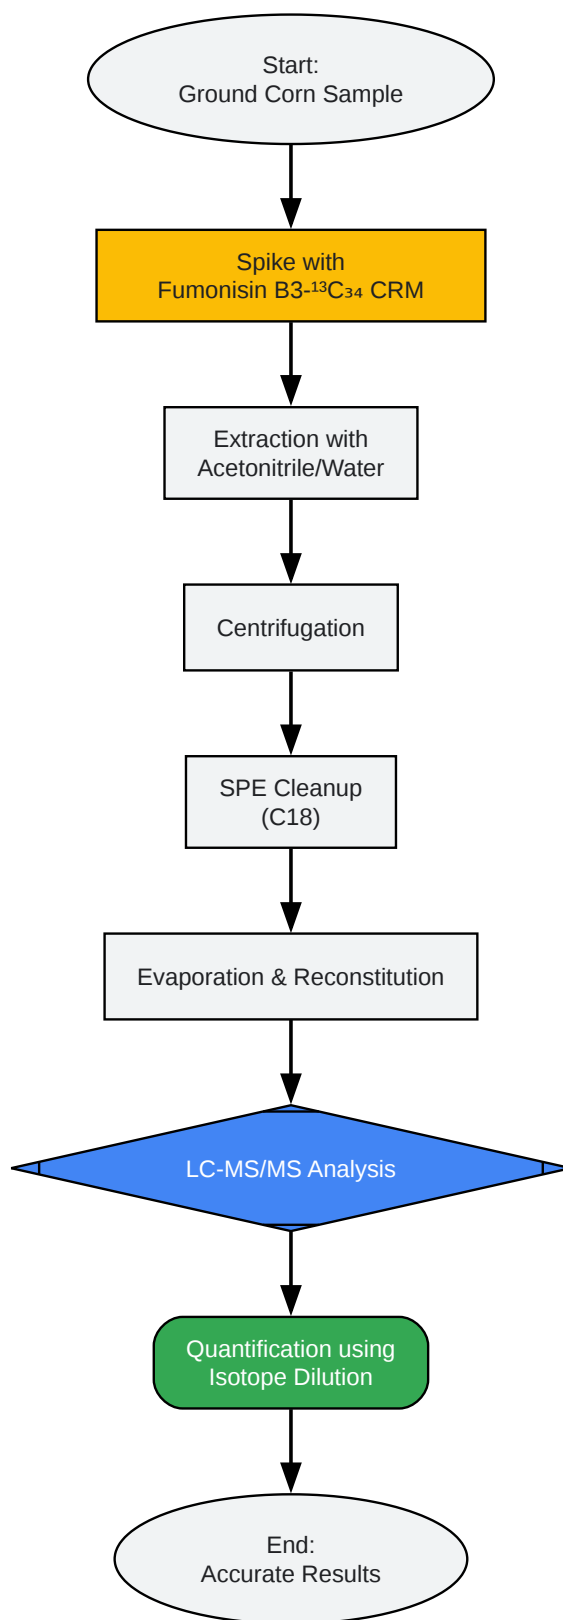 Start:
Ground Corn Sample
Spike with
Fumonisin B3-¹³C₃₄ CRM
Extraction with
Acetonitrile/Water
Centrifugation
SPE Cleanup
(C18)
Evaporation & Reconstitution
LC-MS/MS Analysis
Quantification using
Isotope Dilution
End:
Accurate Results